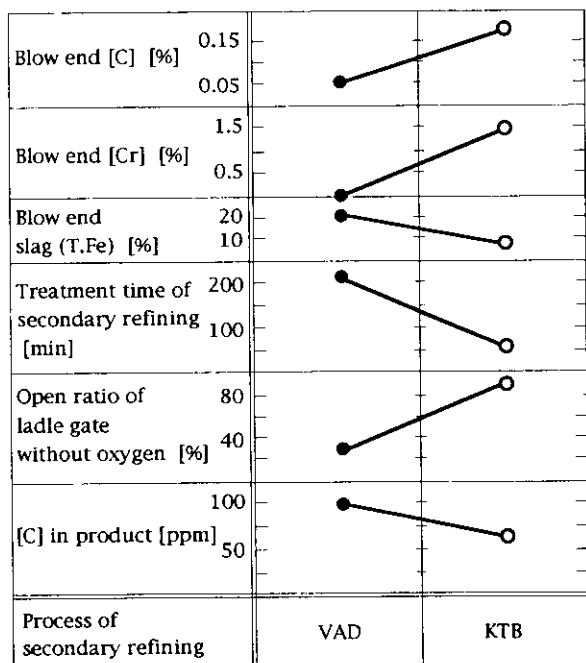 Blow end [C] [%]
0.15
0.05
Blow end [Cr] [%]
1.5
0.5
Blow end
slag (T.Fe) [%]
20
10
Treatment time of
secondary refining
[min]
200
100
Open ratio of
ladle gate
without oxygen [%]
80
40
[C] in product [ppm]
100
50
Process of
secondary refining
VAD
KTB